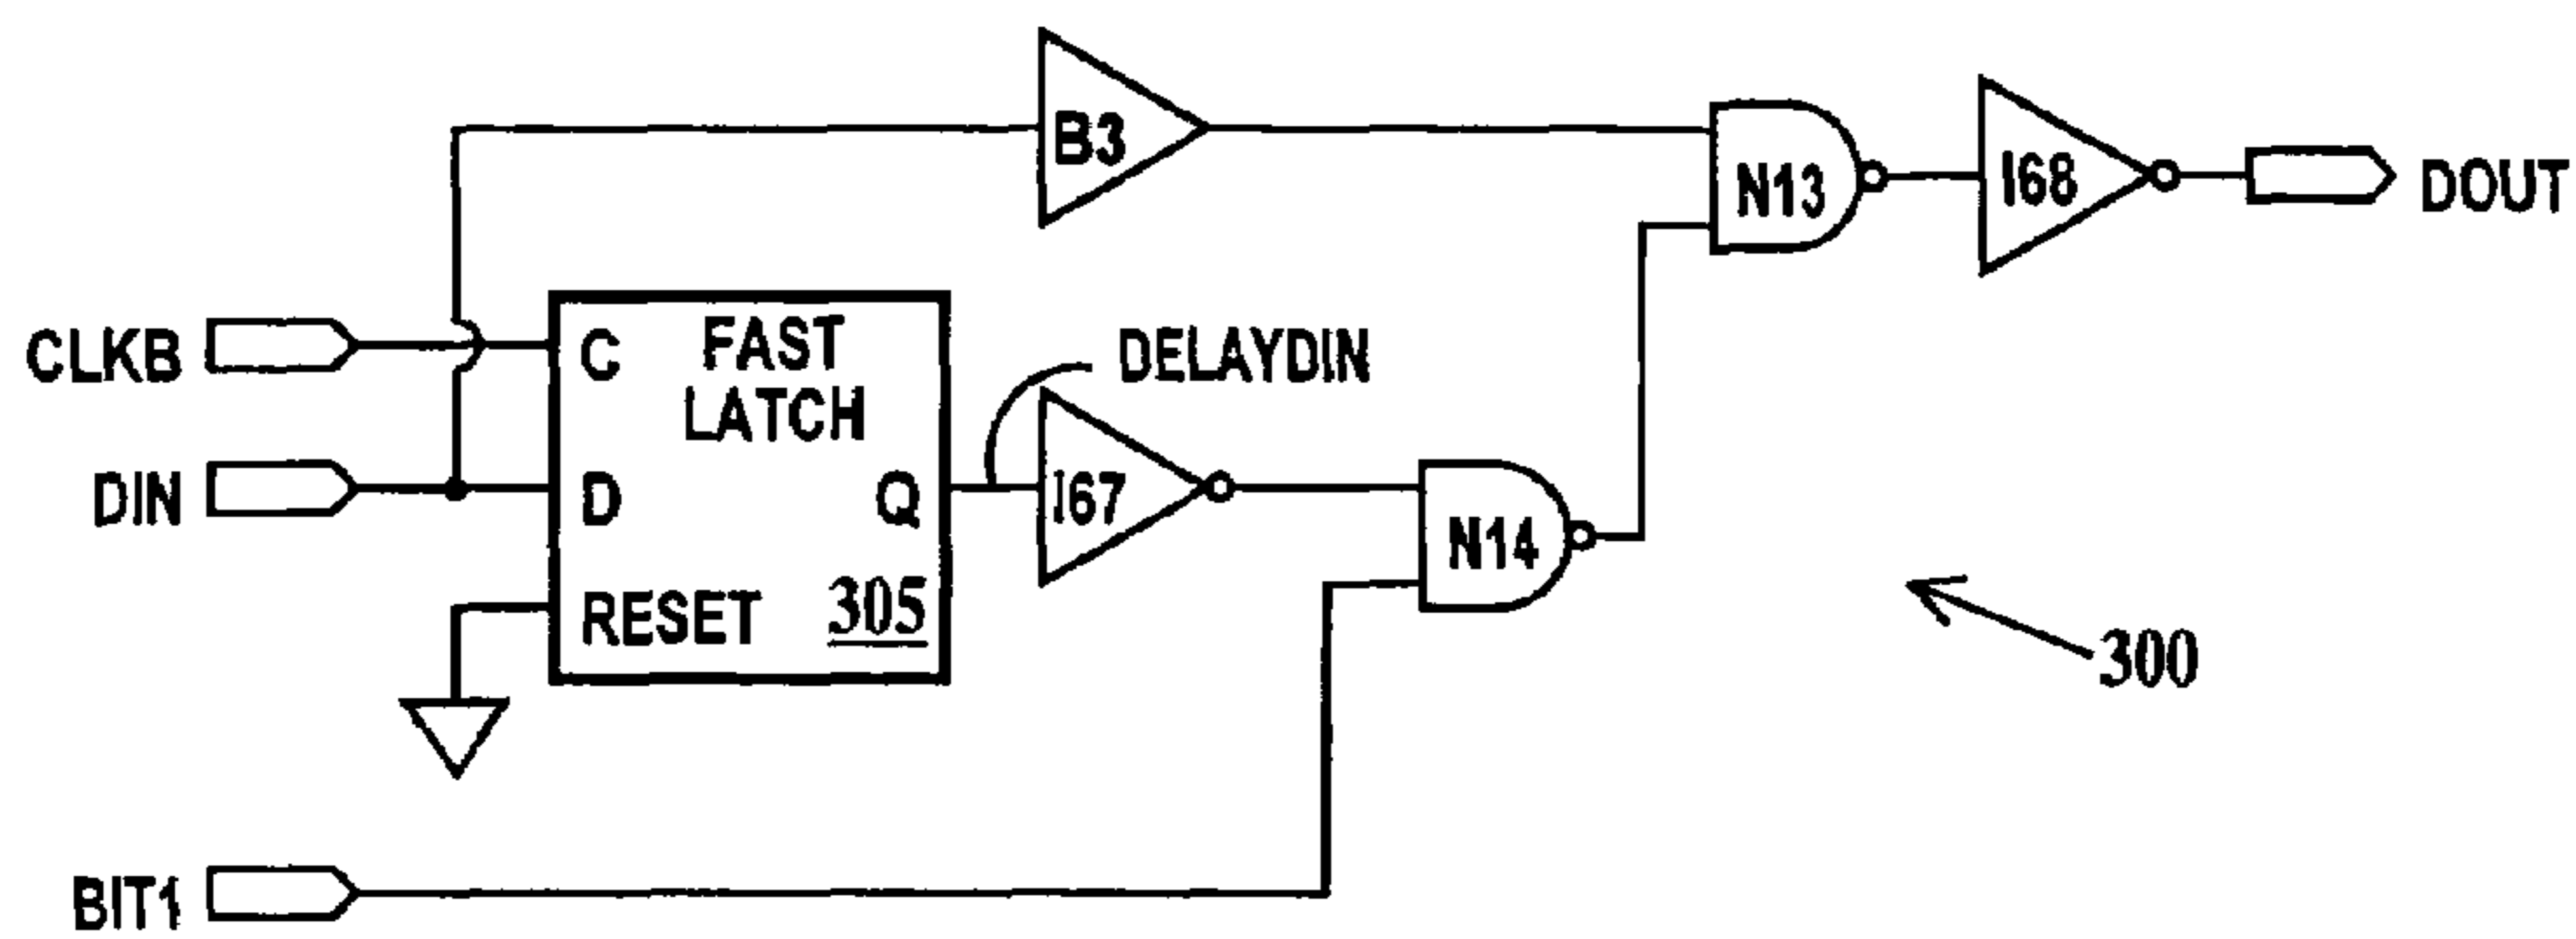 B3
N13
I68
DOUT
CLKB
C
FAST
LATCH
DELAYDIN
DIN
D
Q
I67
N14
RESET
305
300
BIT1